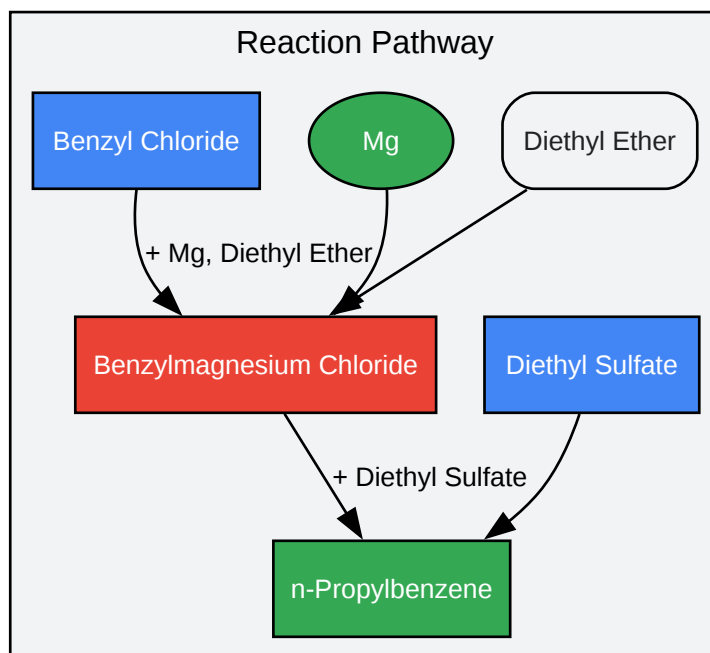 Reaction Pathway
Benzyl Chloride
Mg
Diethyl Ether
+ Mg, Diethyl Ether
Benzylmagnesium Chloride
Diethyl Sulfate
+ Diethyl Sulfate
n-Propylbenzene